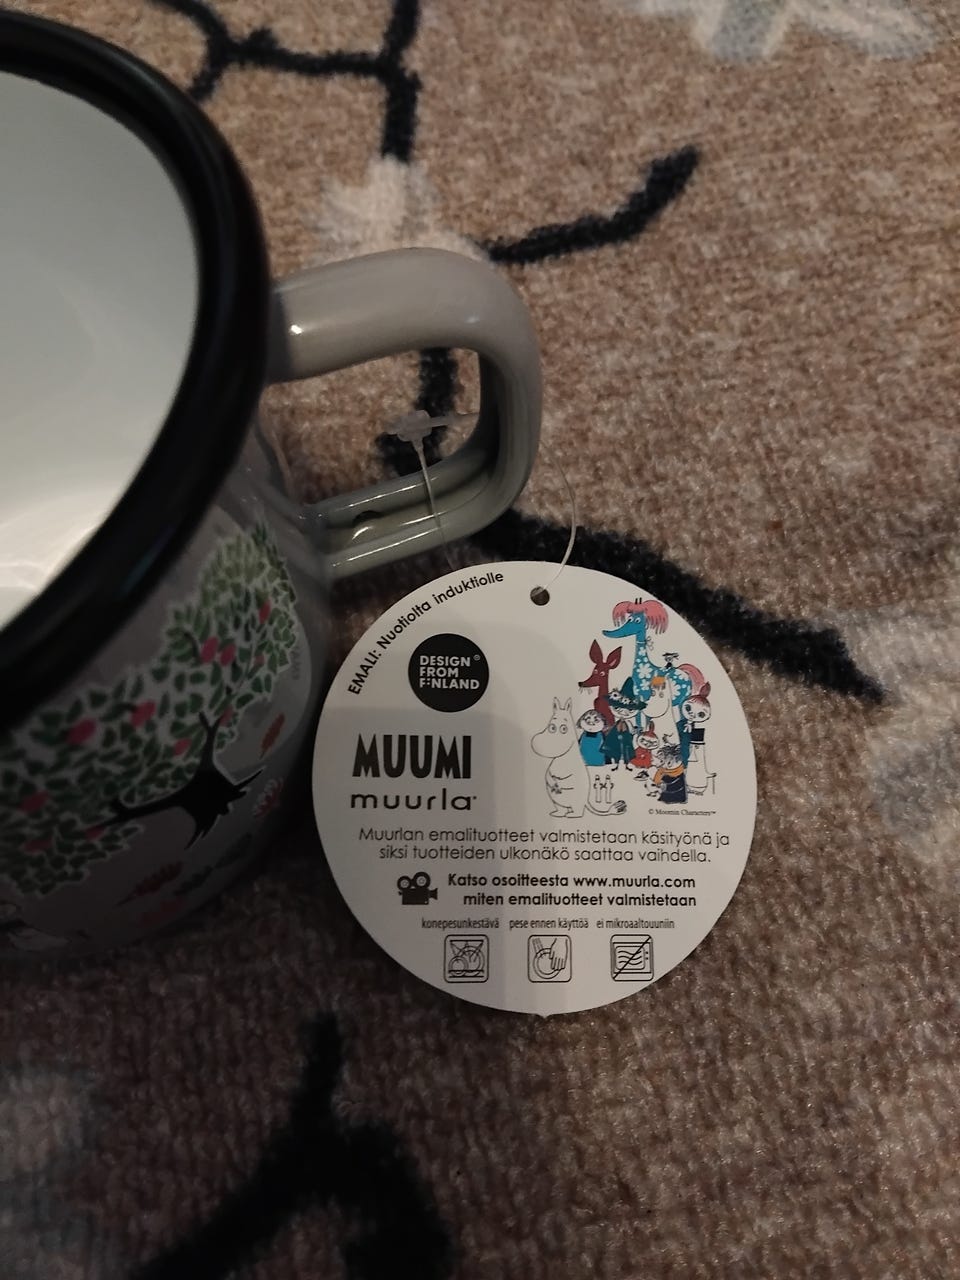 EMALI: Nuotiolta induktiolle
DESIGN®
FROM
FINLAND
MUUMI
muurla®
© Moomin Characters™
Muurlan emalituotteet valmistetaan käsityönä ja
siksi tuotteiden ulkonäkö saattaa vaihdella.
Katso osoitteesta www.muurla.com
miten emalituotteet valmistetaan
konepesunkestävä pese ennen käyttöä ei mikroaaltouuniin